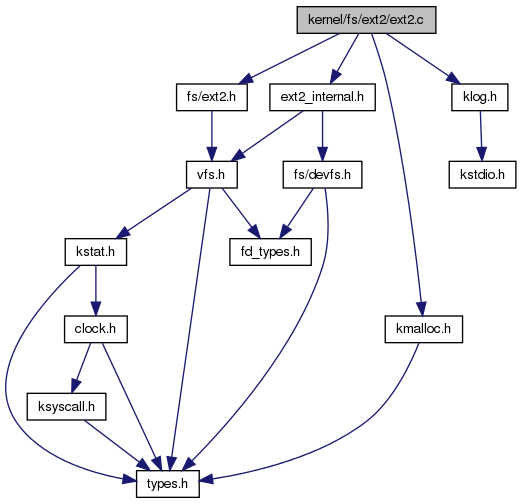 kernel/fs/ext2/ext2.c
fs/ext2.h
ext2_internal.h
klog.h
vfs.h
fs/devfs.h
kstdio.h
kstat.h
fd_types.h
clock.h
kmalloc.h
ksyscall.h
types.h